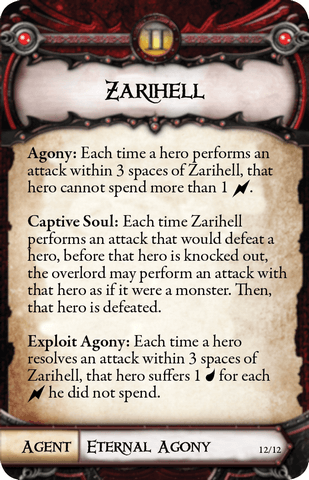 II
ZARIHELL
Agony: Each time a hero performs an
attack within 3 spaces of Zarihell, that
hero cannot spend more than 1 .
Captive Soul: Each time Zarihell
performs an attack that would defeat a
hero, before that hero is knocked out,
the overlord may perform an attack with
that hero as if it were a monster. Then,
that hero is defeated.
Exploit Agony: Each time a hero
resolves an attack within 3 spaces of
Zarihell, that hero suffers 1 for each
he did not spend.
AGENT ETERNAL AGONY 12/12